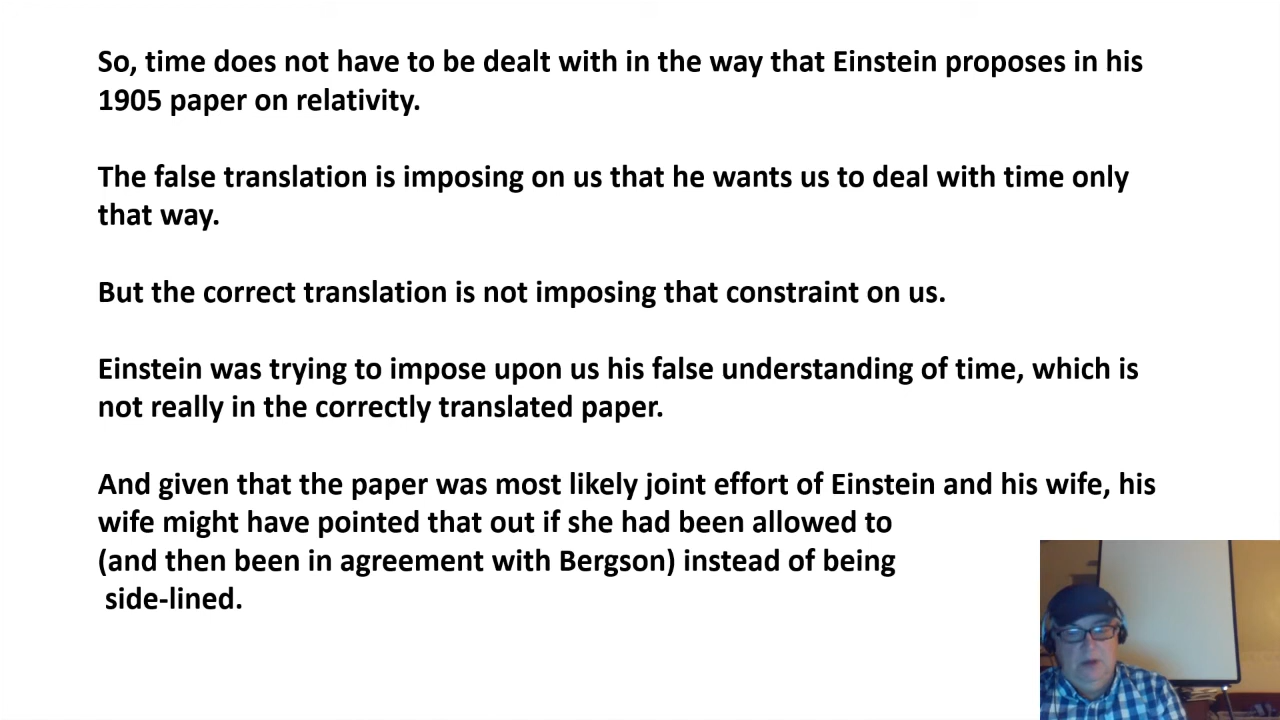 So, time does not have to be dealt with in the way that Einstein proposes in his
1905 paper on relativity.
The false translation is imposing on us that he wants us to deal with time only
that way.
But the correct translation is not imposing that constraint on us.
Einstein was trying to impose upon us his false understanding of time, which is
not really in the correctly translated paper.
And given that the paper was most likely joint effort of Einstein and his wife, his
wife might have pointed that out if she had been allowed to
(and then been in agreement with Bergson) instead of being
side-lined.